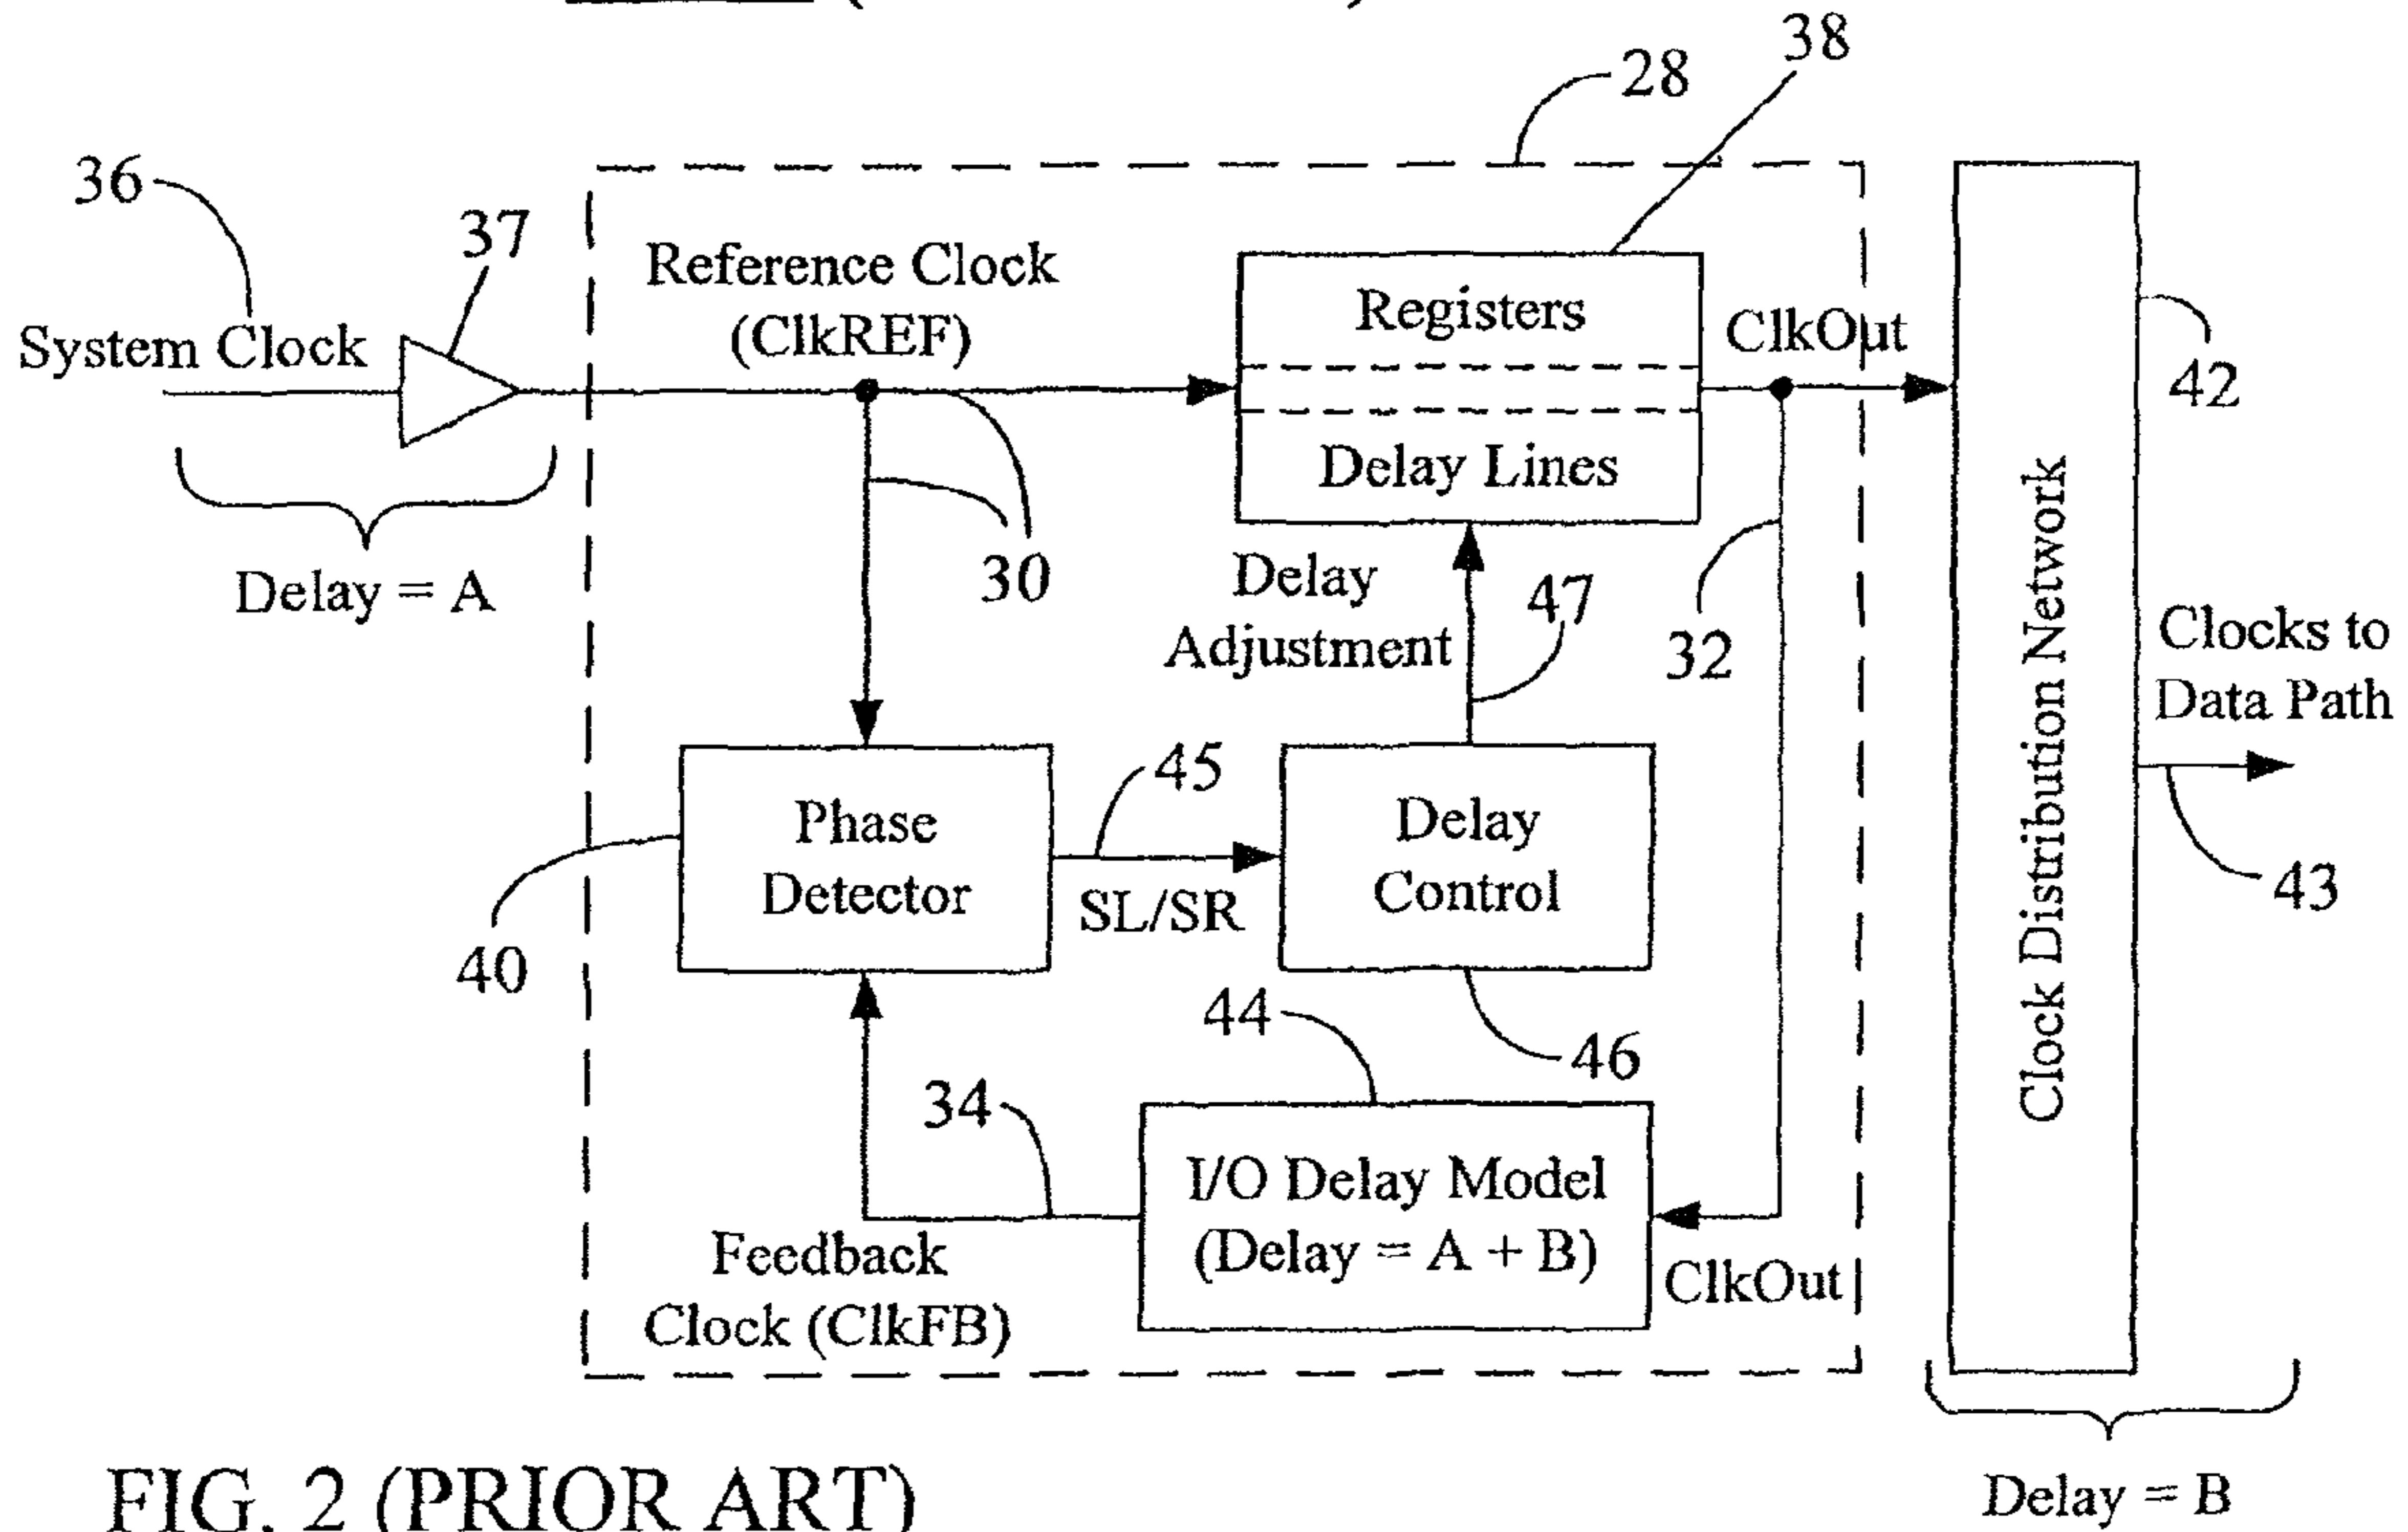 38
28
36
37
Reference Clock
(ClkREF)
Registers
ClkOut
System Clock
42
Delay Lines
30
Delay = A
Delay
Adjustment
47
32
Clocks to
Data Path
Clock Distribution Network
45
Phase
Detector
Delay
Control
SL/SR
43
40
44
46
34
I/O Delay Model
(Delay = A + B)
Feedback
Clock (ClkFB)
ClkOut
FIG. 2 (PRIOR ART)
Delay = B